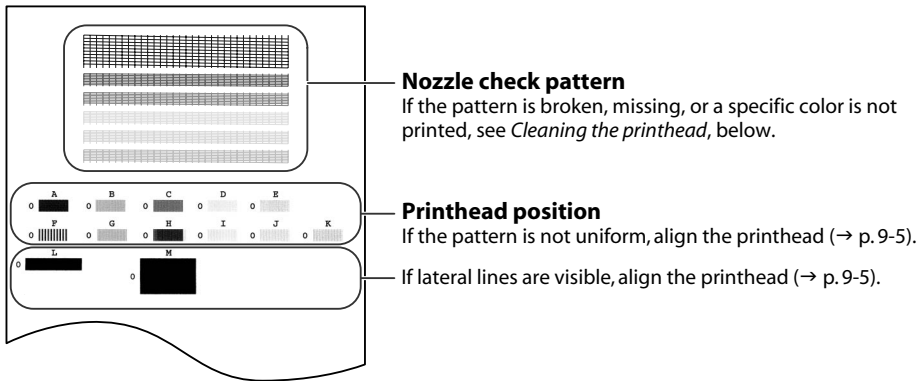 Nozzle check pattern
If the pattern is broken, missing, or a specific color is not
printed, see Cleaning the printhead, below.
A B C D E
0 0 0 0 0
Printhead position
F G H I J K
0 0 0 0 0 0
If the pattern is not uniform, align the printhead (→ p. 9-5).
L M
0 0
If lateral lines are visible, align the printhead (→ p. 9-5).